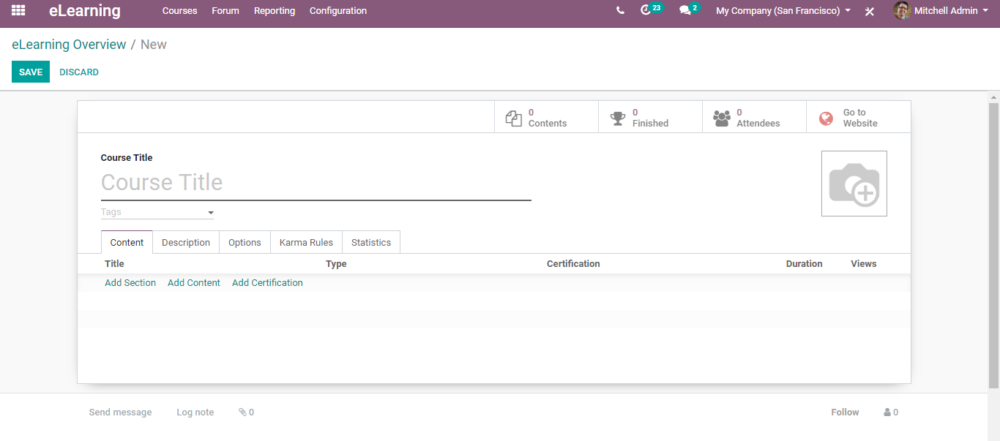 eLearning Courses Forum Reporting Configuration 23 2 My Company (San Francisco) Mitchell Admin
eLearning Overview / New
SAVE DISCARD
0 Contents 0 Finished 0 Attendees Go to Website
Course Title
Course Title
Tags
Content Description Options Karma Rules Statistics
Title Type Certification Duration Views
Add Section Add Content Add Certification
Send message Log note 0 Follow 0